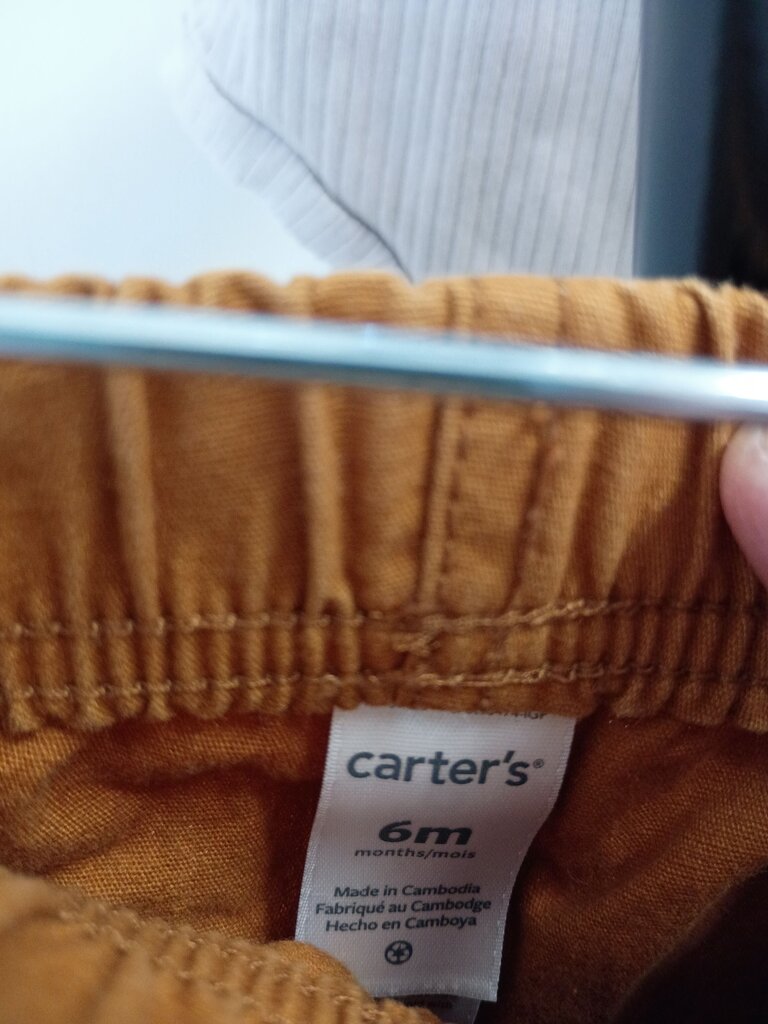 carter's®
6m
months/mois
Made in Cambodia
Fabriqué au Cambodge
Hecho en Camboya